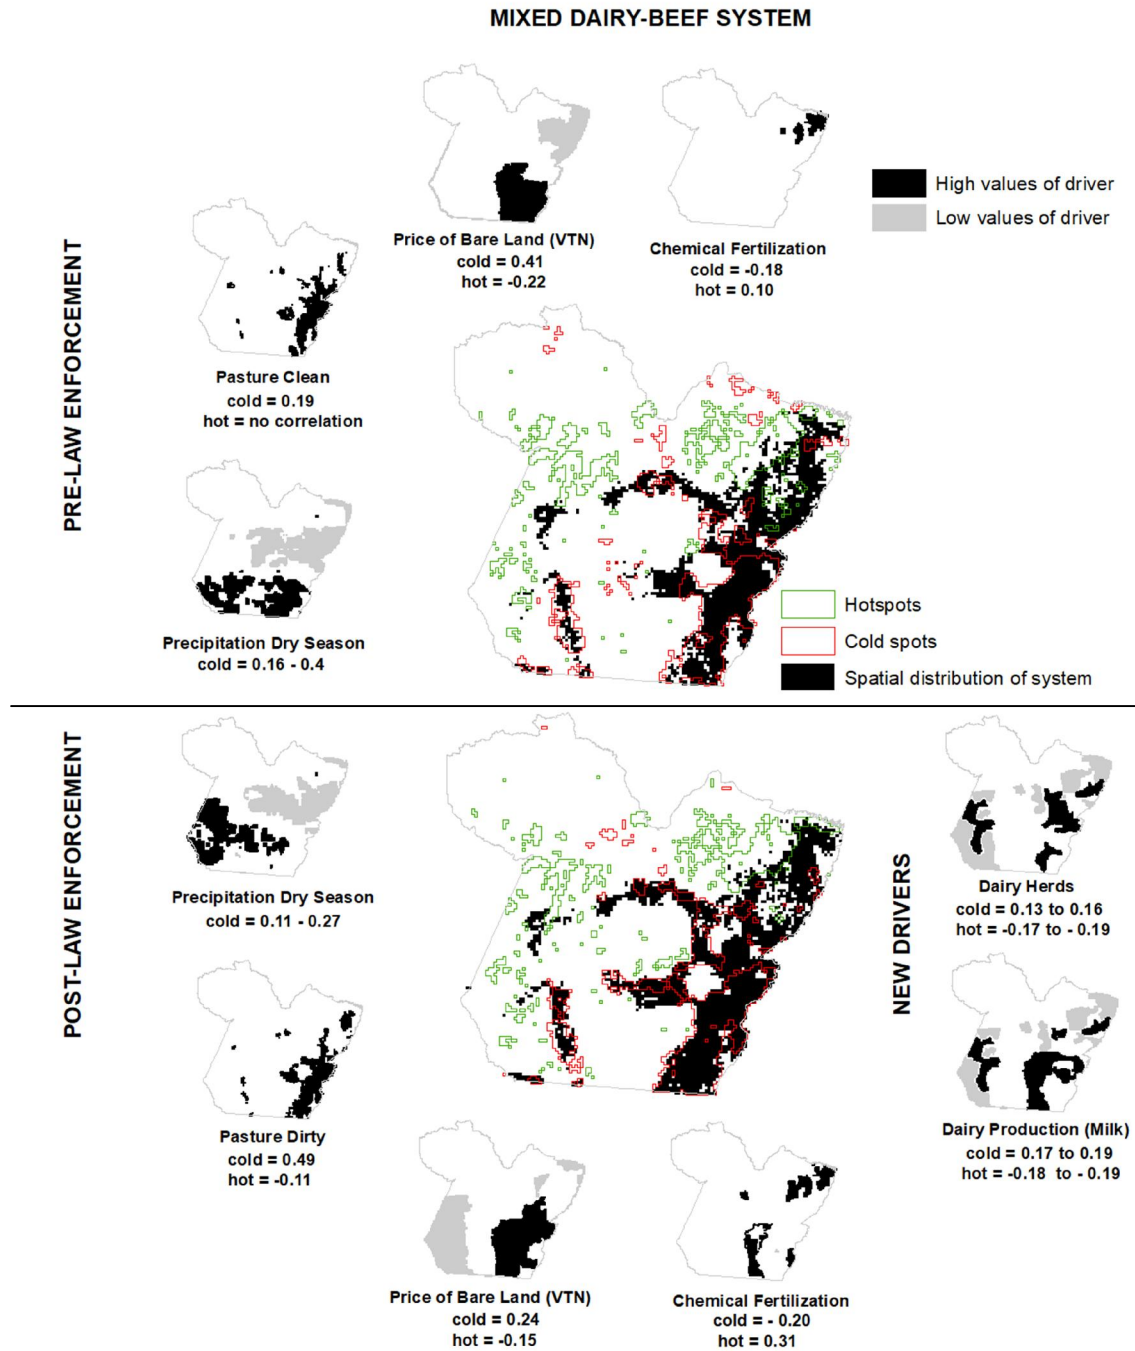 MIXED DAIRY-BEEF SYSTEM
PRE-LAW ENFORCEMENT
High values of driver
Low values of driver
Price of Bare Land (VTN)
cold = 0.41
hot = -0.22
Chemical Fertilization
cold = -0.18
hot = 0.10
Pasture Clean
cold = 0.19
hot = no correlation
Precipitation Dry Season
cold = 0.16 - 0.4
Hotspots
Cold spots
Spatial distribution of system
POST-LAW ENFORCEMENT
Precipitation Dry Season
cold = 0.11 - 0.27
Pasture Dirty
cold = 0.49
hot = -0.11
Price of Bare Land (VTN)
cold = 0.24
hot = -0.15
Chemical Fertilization
cold = - 0.20
hot = 0.31
NEW DRIVERS
Dairy Herds
cold = 0.13 to 0.16
hot = -0.17 to - 0.19
Dairy Production (Milk)
cold = 0.17 to 0.19
hot = -0.18 to - 0.19